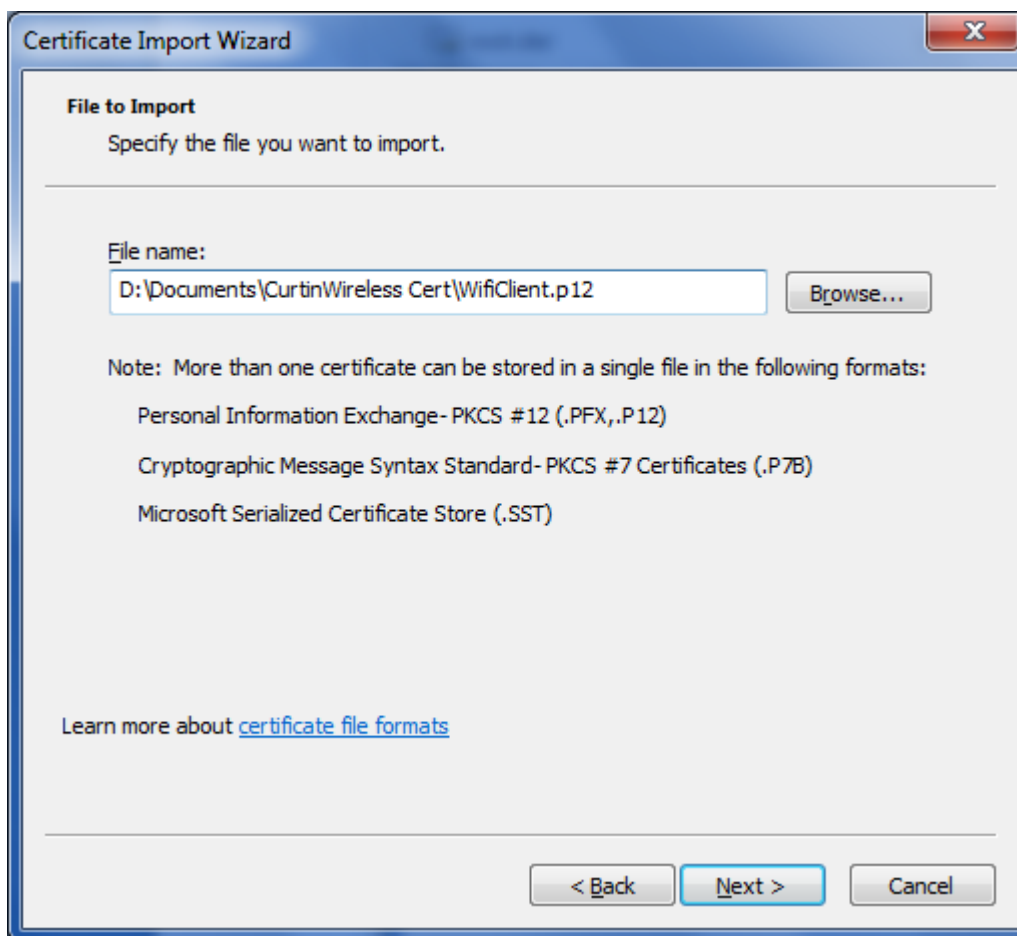 Certificate Import Wizard
File to Import
Specify the file you want to import.
File name:
D:\Documents\CurtinWireless Cert\WifiClient.p12
Browse...
Note:  More than one certificate can be stored in a single file in the following formats:
Personal Information Exchange- PKCS #12 (.PFX,.P12)
Cryptographic Message Syntax Standard- PKCS #7 Certificates (.P7B)
Microsoft Serialized Certificate Store (.SST)
Learn more about certificate file formats
< Back
Next >
Cancel